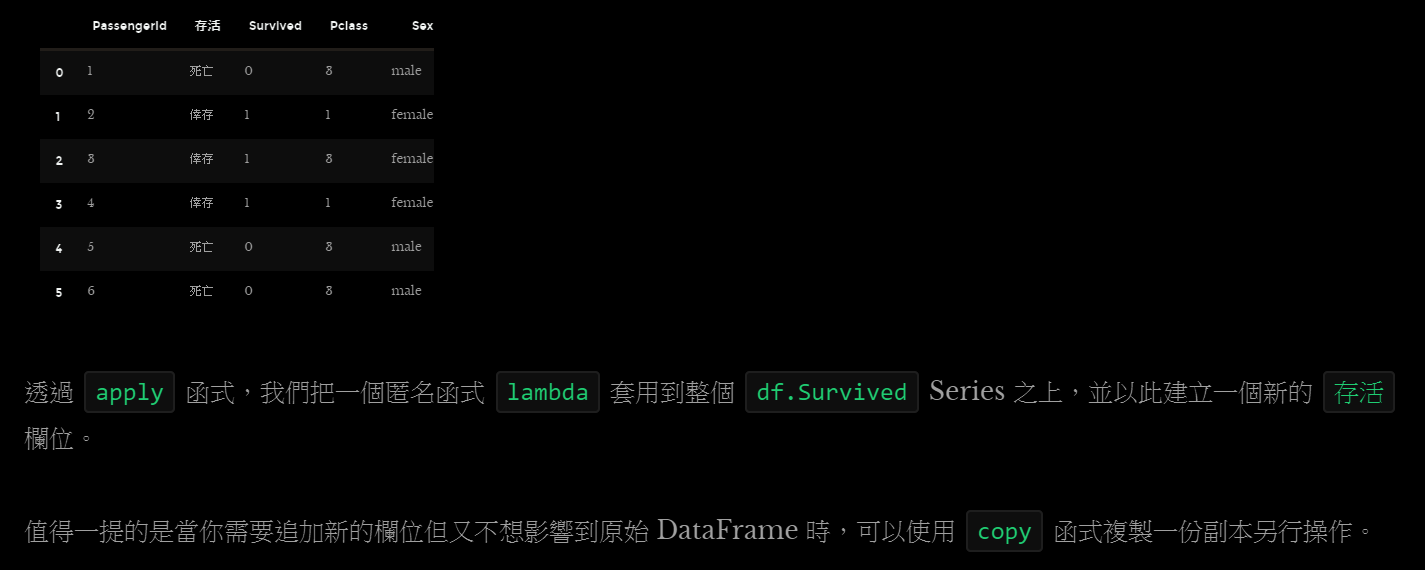 PassengerId 存活 Survived Pclass Sex
0 1 死亡 0 3 male
1 2 倖存 1 1 female
2 3 倖存 1 3 female
3 4 倖存 1 1 female
4 5 死亡 0 3 male
5 6 死亡 0 3 male
透過 apply 函式，我們把一個匿名函式 lambda 套用到整個 df.Survived Series 之上，並以此建立一個新的 存活
欄位。
值得一提的是當你需要追加新的欄位但又不想影響到原始 DataFrame 時，可以使用 copy 函式複製一份副本另行操作。